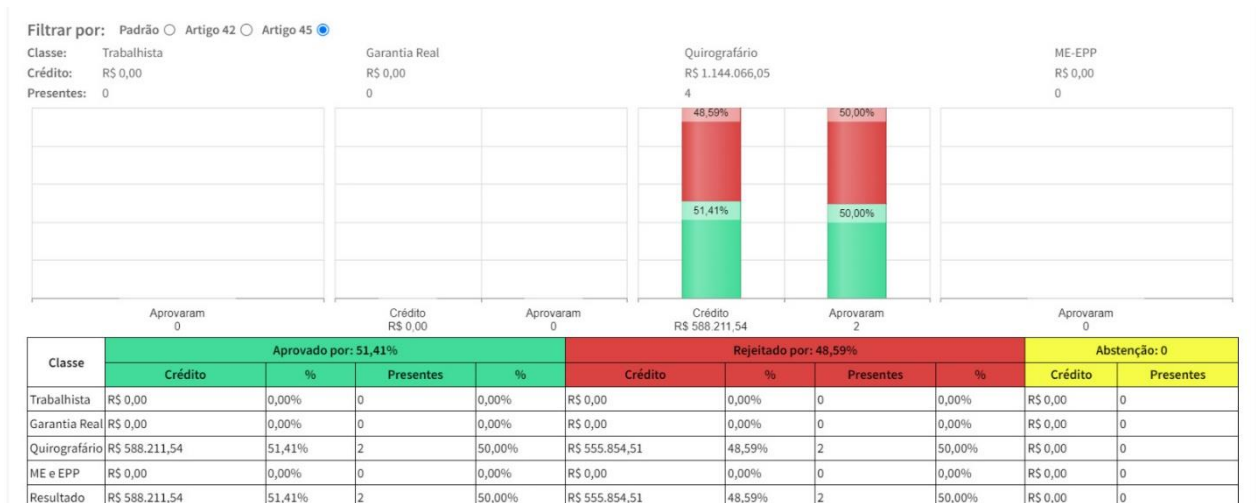 Filtrar por: Padrão Artigo 42 Artigo 45
Classe: Trabalhista Garantia Real Quirografário ME-EPP
Crédito: R$ 0,00 R$ 0,00 R$ 1.144.066,05 R$ 0,00
Presentes: 0 0 4 0
48,59% 50,00%
51,41% 50,00%
Aprovaram Crédito Aprovaram Crédito Aprovaram Aprovaram
0 R$ 0,00 0 R$ 588.211,54 2 0
Classe Aprovado por: 51,41% Rejeitado por: 48,59% Abstenção: 0
Crédito % Presentes % Crédito % Presentes % Crédito Presentes
Trabalhista R$ 0,00 0,00% 0 0,00% R$ 0,00 0,00% 0 0,00% R$ 0,00 0
Garantia Real R$ 0,00 0,00% 0 0,00% R$ 0,00 0,00% 0 0,00% R$ 0,00 0
Quirografário R$ 588.211,54 51,41% 2 50,00% R$ 555.854,51 48,59% 2 50,00% R$ 0,00 0
ME e EPP R$ 0,00 0,00% 0 0,00% R$ 0,00 0,00% 0 0,00% R$ 0,00 0
Resultado R$ 588.211,54 51,41% 2 50,00% R$ 555.854,51 48,59% 2 50,00% R$ 0,00 0